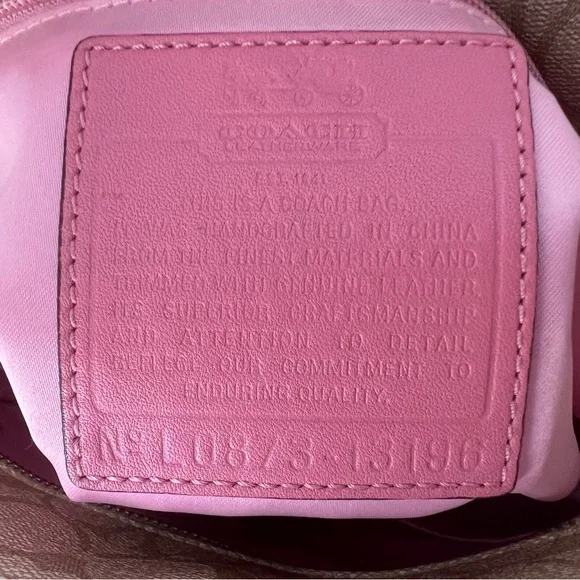 COACH
LEATHERWARE
EST. 1941
THIS IS A COACH BAG.
IT WAS HANDCRAFTED IN CHINA
FROM THE FINEST MATERIALS AND
TRIMMED WITH GENUINE LEATHER.
ITS SUPERIOR CRAFTSMANSHIP
AND ATTENTION TO DETAIL
REFLECT OUR COMMITMENT TO
ENDURING QUALITY.
No L0873-13196